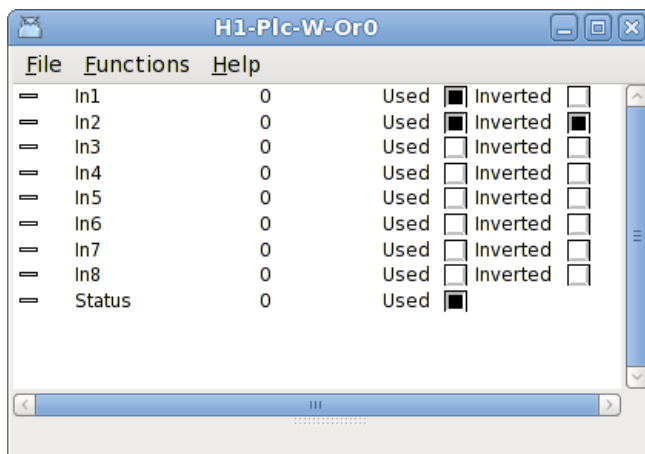 H1-Plc-W-Or0
File Functions Help
In1 0 Used Inverted
In2 0 Used Inverted
In3 0 Used Inverted
In4 0 Used Inverted
In5 0 Used Inverted
In6 0 Used Inverted
In7 0 Used Inverted
In8 0 Used Inverted
Status 0 Used